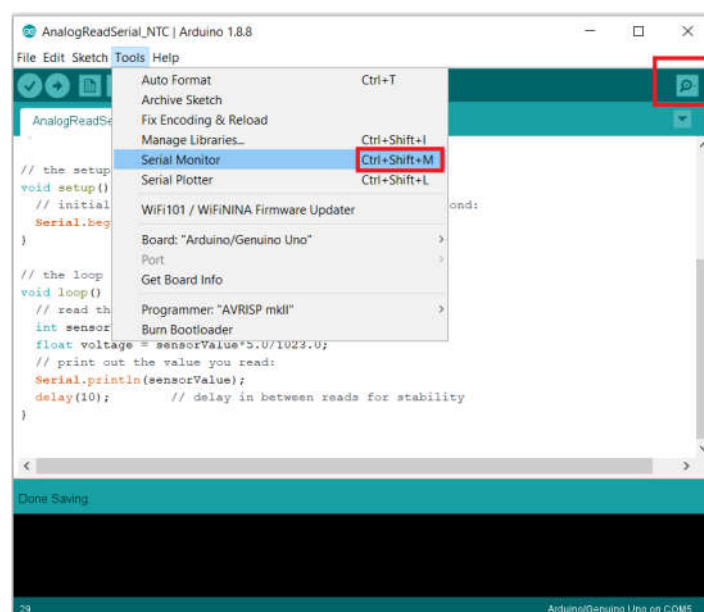 AnalogReadSerial_NTC | Arduino 1.8.8
File Edit Sketch Tools Help
AnalogReadSe
Auto Format Ctrl+T
Archive Sketch
Fix Encoding & Reload
Manage Libraries... Ctrl+Shift+I
Serial Monitor Ctrl+Shift+M
Serial Plotter Ctrl+Shift+L
WiFi101 / WiFiNINA Firmware Updater
Board: "Arduino/Genuino Uno"
Port
Get Board Info
Programmer: "AVRISP mkII"
Burn Bootloader
// the setup
void setup()
// initial ond:
Serial.beg
}
// the loop
void loop()
// read th
int sensor
float voltage = sensorValue*5.0/1023.0;
// print out the value you read:
Serial.println(sensorValue);
delay(10); // delay in between reads for stability
}
Done Saving.
29 Arduino/Genuino Uno on COM5